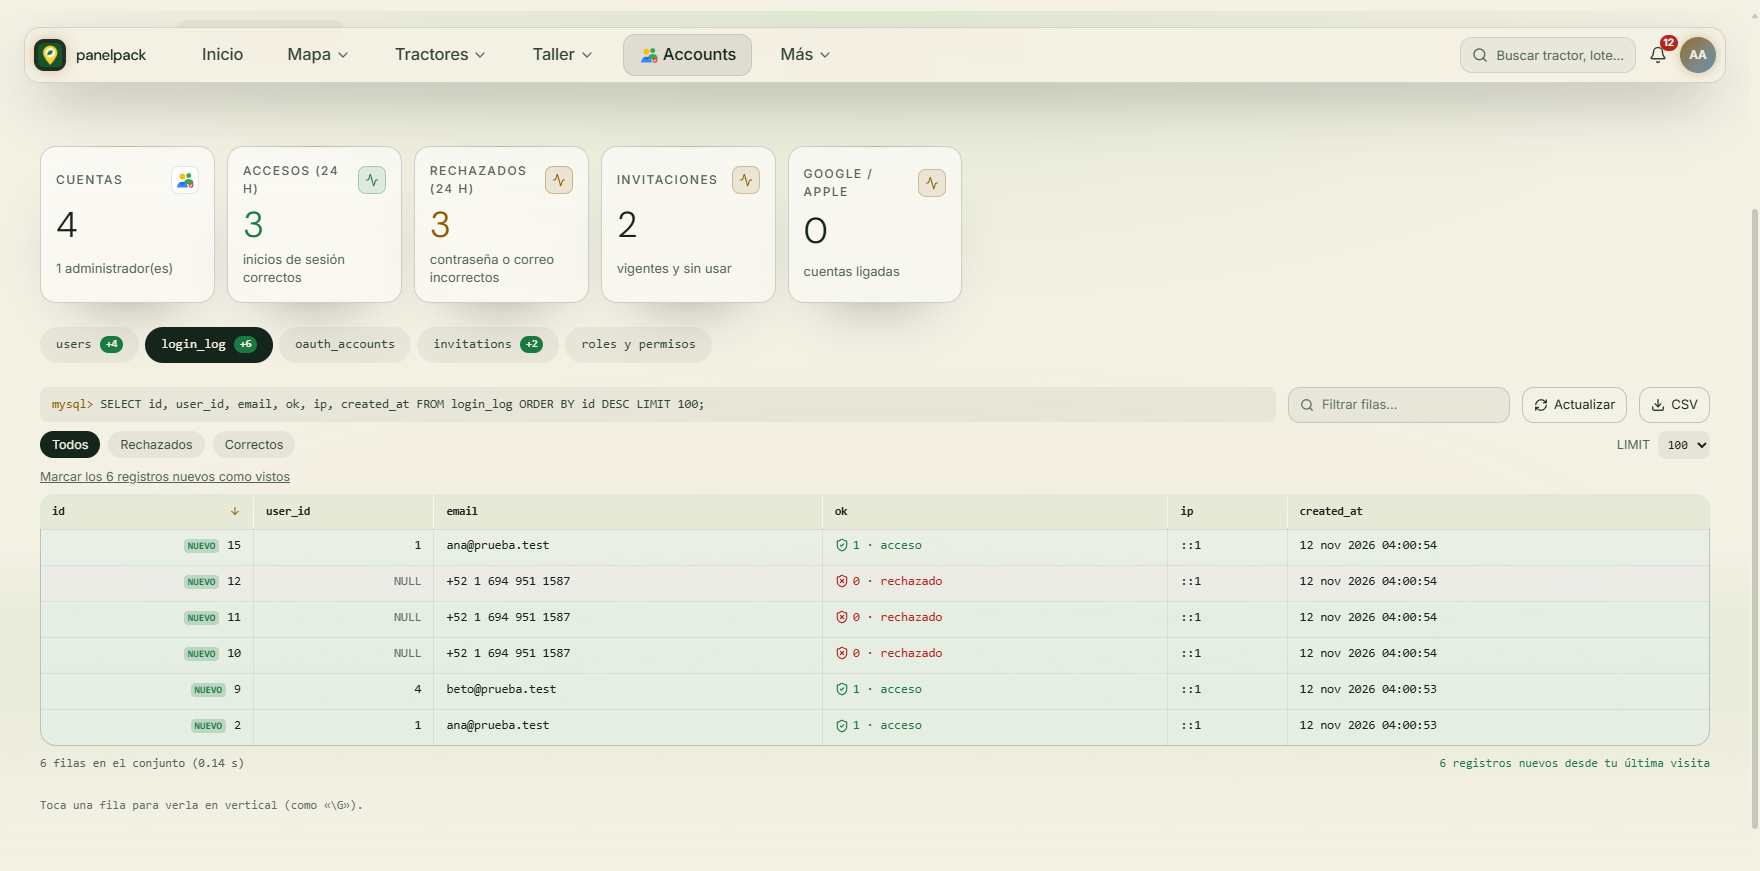 panelpack Inicio Mapa Tractores Taller Accounts Más Buscar tractor, lote... 12 AA
CUENTAS
4
1 administrador(es)
ACCESOS (24 H)
3
inicios de sesión correctos
RECHAZADOS (24 H)
3
contraseña o correo incorrectos
INVITACIONES
2
vigentes y sin usar
GOOGLE / APPLE
0
cuentas ligadas
users +4 login_log +6 oauth_accounts invitations +2 roles y permisos
mysql> SELECT id, user_id, email, ok, ip, created_at FROM login_log ORDER BY id DESC LIMIT 100; Filtrar filas... Actualizar CSV
Todos Rechazados Correctos LIMIT 100
Marcar los 6 registros nuevos como vistos
id user_id email ok ip created_at
NUEVO 15 1 ana@prueba.test 1 · acceso ::1 12 nov 2026 04:00:54
NUEVO 12 NULL +52 1 694 951 1587 0 · rechazado ::1 12 nov 2026 04:00:54
NUEVO 11 NULL +52 1 694 951 1587 0 · rechazado ::1 12 nov 2026 04:00:54
NUEVO 10 NULL +52 1 694 951 1587 0 · rechazado ::1 12 nov 2026 04:00:54
NUEVO 9 4 beto@prueba.test 1 · acceso ::1 12 nov 2026 04:00:53
NUEVO 2 1 ana@prueba.test 1 · acceso ::1 12 nov 2026 04:00:53
6 filas en el conjunto (0.14 s) 6 registros nuevos desde tu última visita
Toca una fila para verla en vertical (como «\G»).